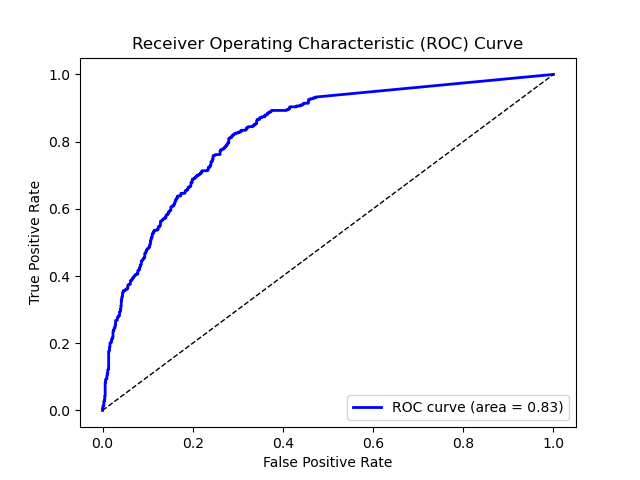 Receiver Operating Characteristic (ROC) Curve
1.0
0.8
0.6
0.4
0.2
0.0
True Positive Rate
ROC curve (area = 0.83)
0.0 0.2 0.4 0.6 0.8 1.0
False Positive Rate